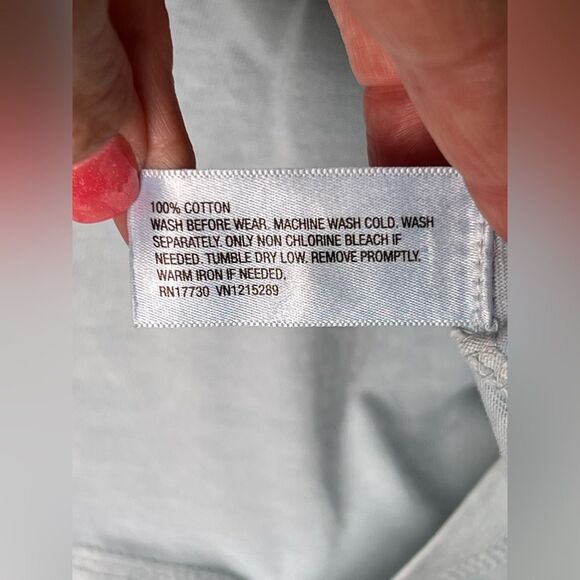 100% COTTON
WASH BEFORE WEAR. MACHINE WASH COLD. WASH
SEPARATELY. ONLY NON CHLORINE BLEACH IF
NEEDED. TUMBLE DRY LOW. REMOVE PROMPTLY.
WARM IRON IF NEEDED.
RN17730 VN1215289